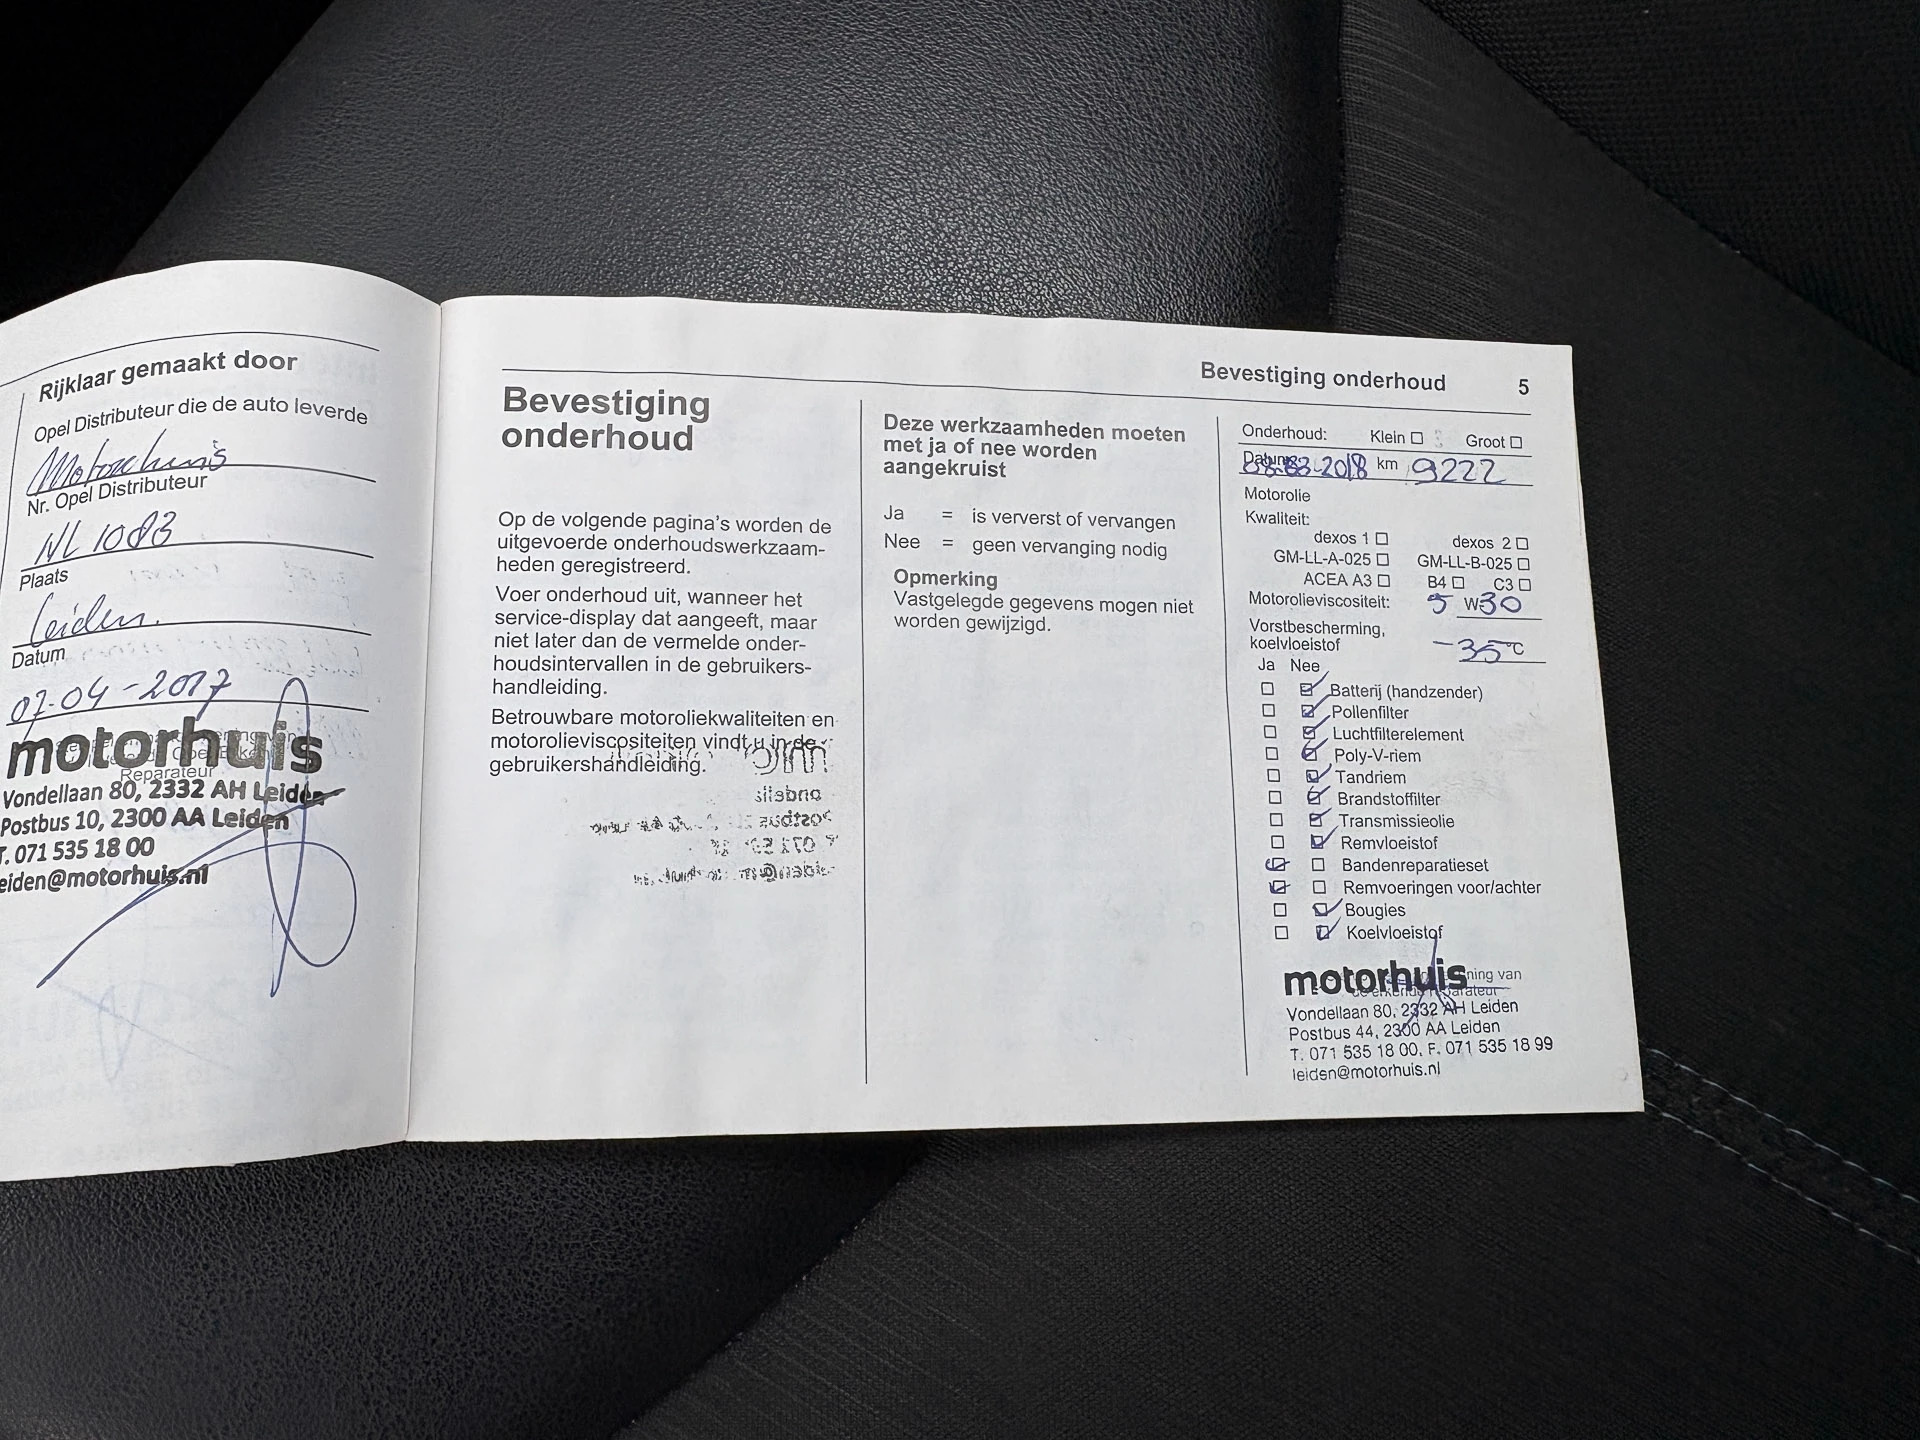 Rijklaar gemaakt door
Opel Distributeur die de auto leverde
Motorhuis
Nr. Opel Distributeur
NL 1083
Plaats
Leiden.
Datum
07-04-2017
motorhuis
Reparateur
Vondellaan 80, 2332 AH Leiden
Postbus 10, 2300 AA Leiden
T. 071 535 18 00
eiden@motorhuis.nl
Bevestiging
onderhoud
Op de volgende pagina's worden de
uitgevoerde onderhoudswerkzaam-
heden geregistreerd.
Voer onderhoud uit, wanneer het
service-display dat aangeeft, maar
niet later dan de vermelde onder-
houdsintervallen in de gebruikers-
handleiding.
Betrouwbare motoroliekwaliteiten en
motorolieviscositeiten vindt u in de
gebruikershandleiding.
Deze werkzaamheden moeten
met ja of nee worden
aangekruist
Ja = is ververst of vervangen
Nee = geen vervanging nodig
Opmerking
Vastgelegde gegevens mogen niet
worden gewijzigd.
Bevestiging onderhoud 5
Onderhoud: Klein Groot
Datum 2018 km 9222
Motorolie
Kwaliteit:
dexos 1 dexos 2
GM-LL-A-025 GM-LL-B-025
ACEA A3 B4 C3
Motorolieviscositeit: 5 W 30
Vorstbescherming,
koelvloeistof -35 °C
Ja Nee
Batterij (handzender)
Pollenfilter
Luchtfilterelement
Poly-V-riem
Tandriem
Brandstoffilter
Transmissieolie
Remvloeistof
Bandenreparatieset
Remvoeringen voor/achter
Bougies
Koelvloeistof
motorhuis
Vondellaan 80, 2332 AH Leiden
Postbus 44, 2300 AA Leiden
T. 071 535 18 00, F. 071 535 18 99
leiden@motorhuis.nl